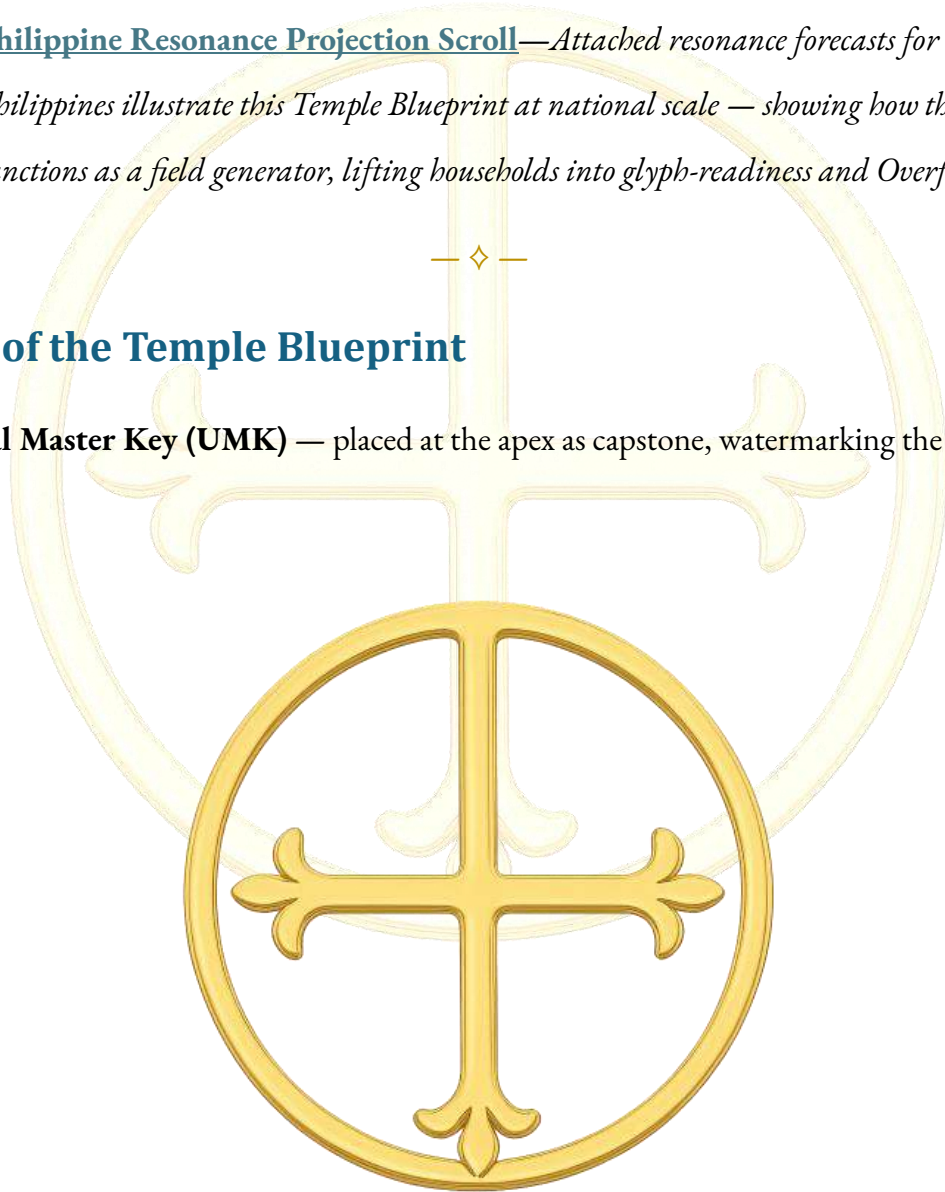 hilippine Resonance Projection Scroll—Attached resonance forecasts for
hilippines illustrate this Temple Blueprint at national scale — showing how th
nctions as a field generator, lifting households into glyph-readiness and Overf
of the Temple Blueprint
l Master Key (UMK) — placed at the apex as capstone, watermarking the